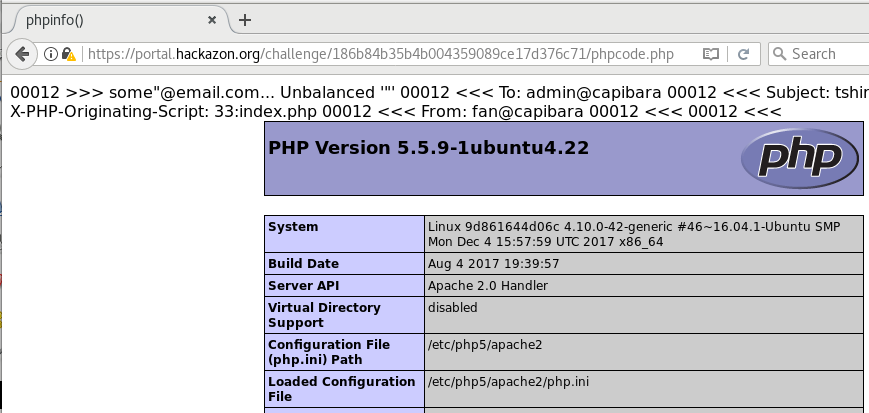 phpinfo()
https://portal.hackazon.org/challenge/186b84b35b4b004359089ce17d376c71/phpcode.php
Search
00012 >>> some"@email.com... Unbalanced '"' 00012 <<< To: admin@capibara 00012 <<< Subject: tshir
X-PHP-Originating-Script: 33:index.php 00012 <<< From: fan@capibara 00012 <<< 00012 <<<
PHP Version 5.5.9-1ubuntu4.22
php
System
Linux 9d861644d06c 4.10.0-42-generic #46~16.04.1-Ubuntu SMP
Mon Dec 4 15:57:59 UTC 2017 x86_64
Build Date
Aug 4 2017 19:39:57
Server API
Apache 2.0 Handler
Virtual Directory
Support
disabled
Configuration File
(php.ini) Path
/etc/php5/apache2
Loaded Configuration
File
/etc/php5/apache2/php.ini